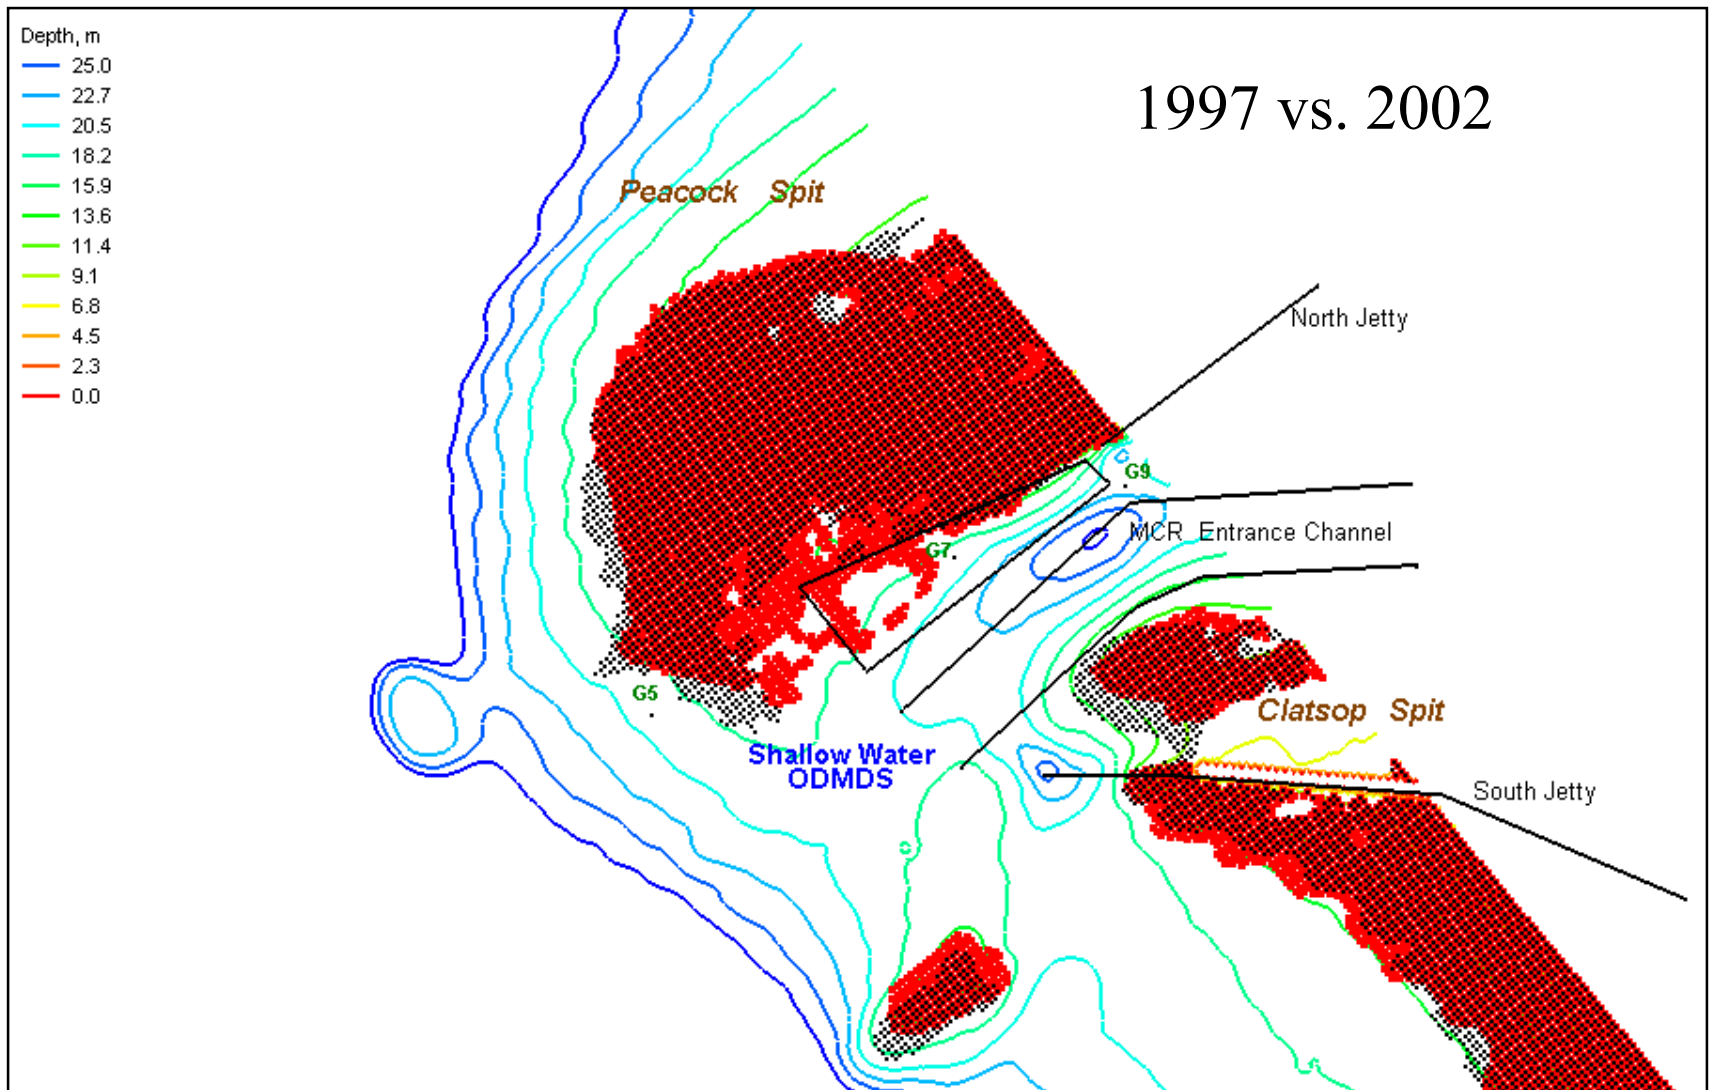 Depth, m
25.0
22.7
20.5
18.2
15.9
13.6
11.4
9.1
6.8
4.5
2.3
0.0
1997 vs. 2002
Peacock Spit
North Jetty
G9
MCR Entrance Channel
G7
G5
Clatsop Spit
Shallow Water
ODMDS
South Jetty